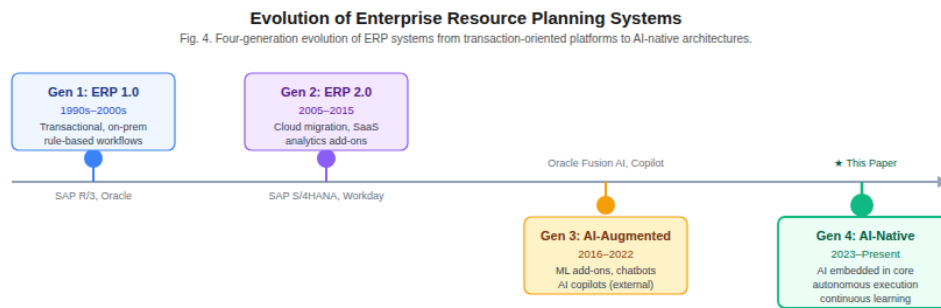 Evolution of Enterprise Resource Planning Systems
Fig. 4. Four-generation evolution of ERP systems from transaction-oriented platforms to AI-native architectures.
Gen 1: ERP 1.0
1990s–2000s
Transactional, on-prem
rule-based workflows
SAP R/3, Oracle
Gen 2: ERP 2.0
2005–2015
Cloud migration, SaaS
analytics add-ons
SAP S/4HANA, Workday
Oracle Fusion AI, Copilot
Gen 3: AI-Augmented
2016–2022
ML add-ons, chatbots
AI copilots (external)
★ This Paper
Gen 4: AI-Native
2023–Present
AI embedded in core
autonomous execution
continuous learning